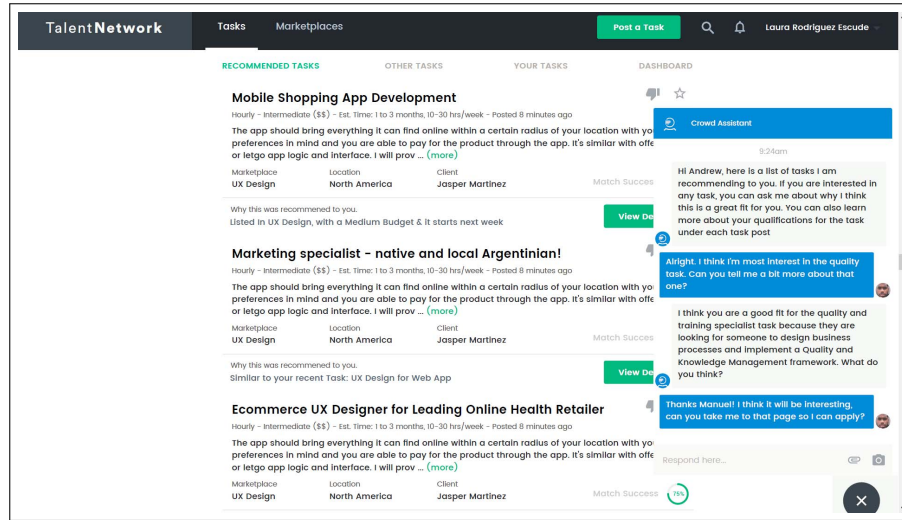 TalentNetwork
Tasks Marketplaces Post a Task Laura Rodriguez Escude
RECOMMENDED TASKS OTHER TASKS YOUR TASKS DASHBOARD
Mobile Shopping App Development
Hourly - Intermediate ($$) - Est. Time: 1 to 3 months, 10-30 hrs/week - Posted 8 minutes ago
The app should bring everything it can find online within a certain radius of your location with yo
preferences in mind and you are able to pay for the product through the app. It's similar with offe
or letgo app logic and interface. I will prov ... (more)
Marketplace Location Client
UX Design North America Jasper Martinez
Match Succes
Why this was recommened to you.
Listed in UX Design, with a Medium Budget & it starts next week
View De
Marketing specialist - native and local Argentinian!
Hourly - Intermediate ($$) - Est. Time: 1 to 3 months, 10-30 hrs/week - Posted 8 minutes ago
The app should bring everything it can find online within a certain radius of your location with yo
preferences in mind and you are able to pay for the product through the app. It's similar with offe
or letgo app logic and interface. I will prov ... (more)
Marketplace Location Client
UX Design North America Jasper Martinez
Match Succes
Why this was recommened to you.
Similar to your recent Task: UX Design for Web App
View De
Ecommerce UX Designer for Leading Online Health Retailer
Hourly - Intermediate ($$) - Est. Time: 1 to 3 months, 10-30 hrs/week - Posted 8 minutes ago
The app should bring everything it can find online within a certain radius of your location with yo
preferences in mind and you are able to pay for the product through the app. It's similar with offe
or letgo app logic and interface. I will prov ... (more)
Marketplace Location Client
UX Design North America Jasper Martinez
Match Success 75%
Crowd Assistant
9:24am
Hi Andrew, here is a list of tasks I am
recommending to you. If you are interested in
any task, you can ask me about why I think
this is a great fit for you. You can also learn
more about your qualifications for the task
under each task post
Alright. I think I'm most interest in the quality
task. Can you tell me a bit more about that
one?
I think you are a good fit for the quality and
training specialist task because they are
looking for someone to design business
processes and implement a Quality and
Knowledge Management framework. What do
you think?
Thanks Manuel! I think it will be interesting,
can you take me to that page so I can apply?
Respond here...